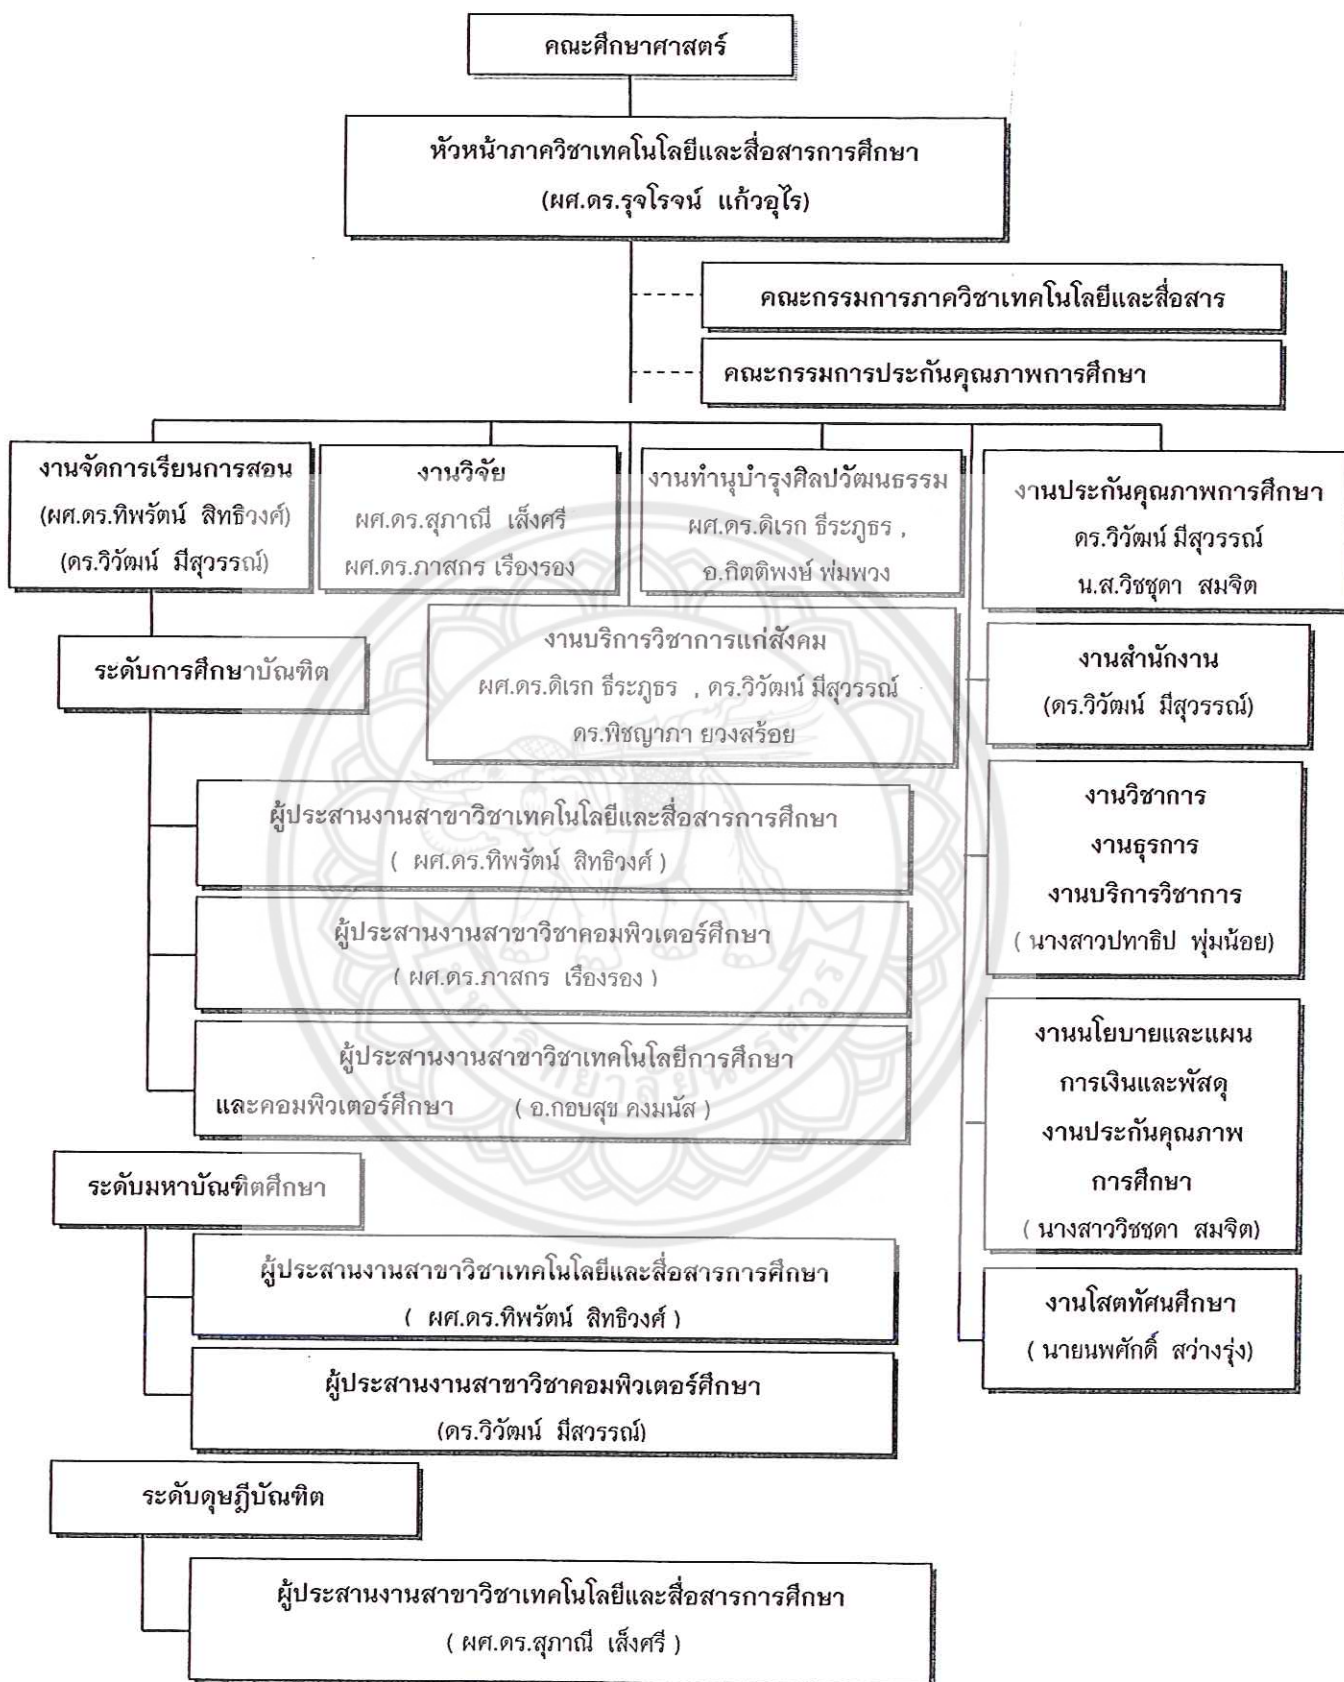 คณะศึกษาศาสตร์
หัวหน้าภาควิชาเทคโนโลยีและสื่อสารการศึกษา
(ผศ.ดร.รุจโรจน์ แก้วอุไร)
คณะกรรมการภาควิชาเทคโนโลยีและสื่อสาร
คณะกรรมการประกันคุณภาพการศึกษา
งานจัดการเรียนการสอน
(ผศ.ดร.ทิพรัตน์ สิทธิวงศ์)
(ดร.วิวัฒน์ มีสุวรรณ์)
งานวิจัย
ผศ.ดร.สุภาณี เส็งศรี
ผศ.ดร.ภาสกร เรืองรอง
งานทำนุบำรุงศิลปวัฒนธรรม
ผศ.ดร.ดิเรก ธีระภูธร ,
อ.กิตติพงษ์ พุ่มพวง
งานประกันคุณภาพการศึกษา
ดร.วิวัฒน์ มีสุวรรณ์
น.ส.วิชชุดา สมจิต
งานบริการวิชาการแก่สังคม
ผศ.ดร.ดิเรก ธีระภูธร , ดร.วิวัฒน์ มีสุวรรณ์
ดร.พิชญาภา ยวงสร้อย
ระดับการศึกษาบัณฑิต
งานสำนักงาน
(ดร.วิวัฒน์ มีสุวรรณ์)
ผู้ประสานงานสาขาวิชาเทคโนโลยีและสื่อสารการศึกษา
( ผศ.ดร.ทิพรัตน์ สิทธิวงศ์ )
ผู้ประสานงานสาขาวิชาคอมพิวเตอร์ศึกษา
( ผศ.ดร.ภาสกร เรืองรอง )
ผู้ประสานงานสาขาวิชาเทคโนโลยีการศึกษา
และคอมพิวเตอร์ศึกษา ( อ.กอบสุข คงมนัส )
งานวิชาการ
งานธุรการ
งานบริการวิชาการ
( นางสาวปทาธิป พุ่มน้อย)
งานนโยบายและแผน
การเงินและพัสดุ
งานประกันคุณภาพ
การศึกษา
( นางสาววิชชุดา สมจิต)
งานโสตทัศนศึกษา
( นายนพศักดิ์ สว่างรุ่ง)
ระดับมหาบัณฑิตศึกษา
ผู้ประสานงานสาขาวิชาเทคโนโลยีและสื่อสารการศึกษา
( ผศ.ดร.ทิพรัตน์ สิทธิวงศ์ )
ผู้ประสานงานสาขาวิชาคอมพิวเตอร์ศึกษา
(ดร.วิวัฒน์ มีสวรรณ์)
ระดับดุษฎีบัณฑิต
ผู้ประสานงานสาขาวิชาเทคโนโลยีและสื่อสารการศึกษา
( ผศ.ดร.สุภาณี เส็งศรี )
มหาวิทยาลัยนเรศวร